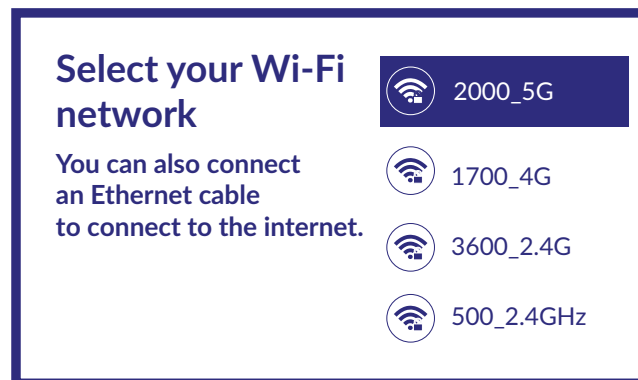 Select your Wi-Fi
network
You can also connect
an Ethernet cable
to connect to the internet.
2000_5G
1700_4G
3600_2.4G
500_2.4GHz